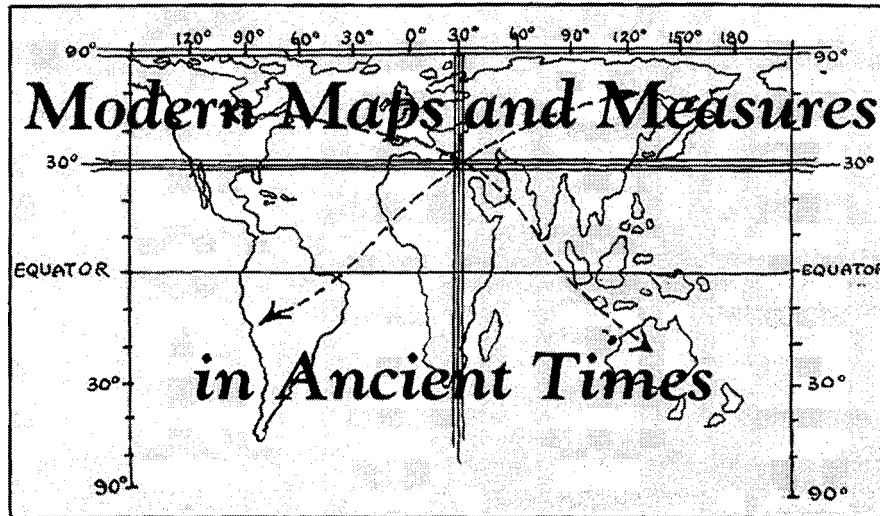 120° 90° 60° 30° 0° 30° 60° 90° 120° 150° 180
90° 90°
Modern Maps and Measures
30° 30°
EQUATOR EQUATOR
in Ancient Times
30° 30°
90° 90°